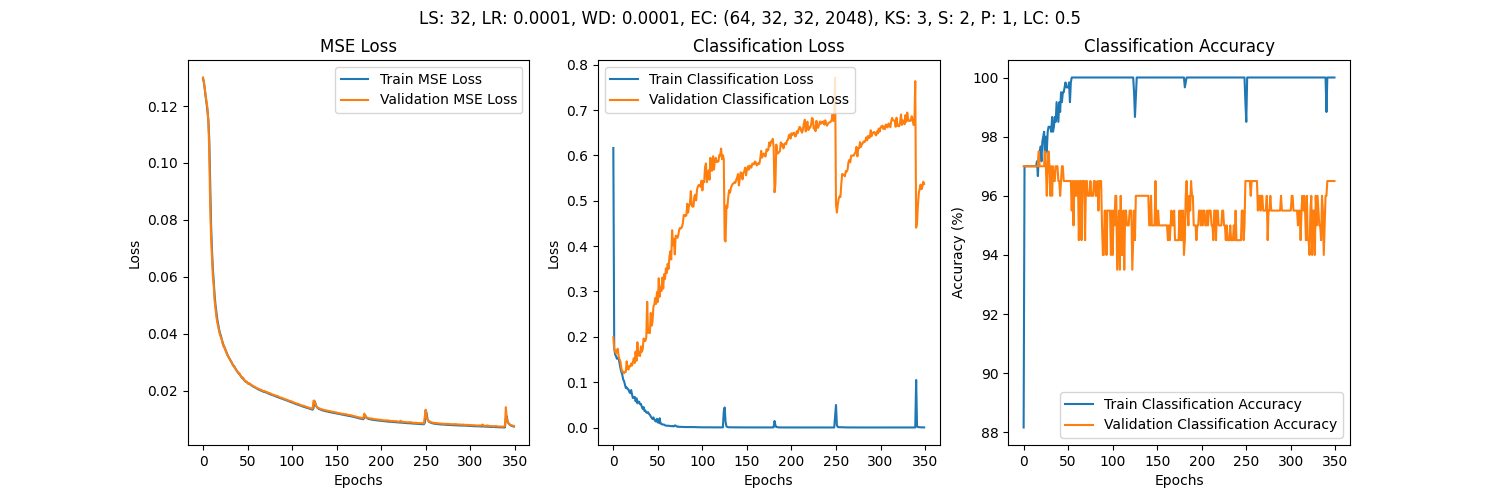 LS: 32, LR: 0.0001, WD: 0.0001, EC: (64, 32, 32, 2048), KS: 3, S: 2, P: 1, LC: 0.5
MSE Loss
Train MSE Loss
Validation MSE Loss
Loss
0.12
0.10
0.08
0.06
0.04
0.02
0 50 100 150 200 250 300 350
Epochs
Classification Loss
Train Classification Loss
Validation Classification Loss
Loss
0.8
0.7
0.6
0.5
0.4
0.3
0.2
0.1
0.0
0 50 100 150 200 250 300 350
Epochs
Classification Accuracy
Accuracy (%)
100
98
96
94
92
90
88
Train Classification Accuracy
Validation Classification Accuracy
0 50 100 150 200 250 300 350
Epochs